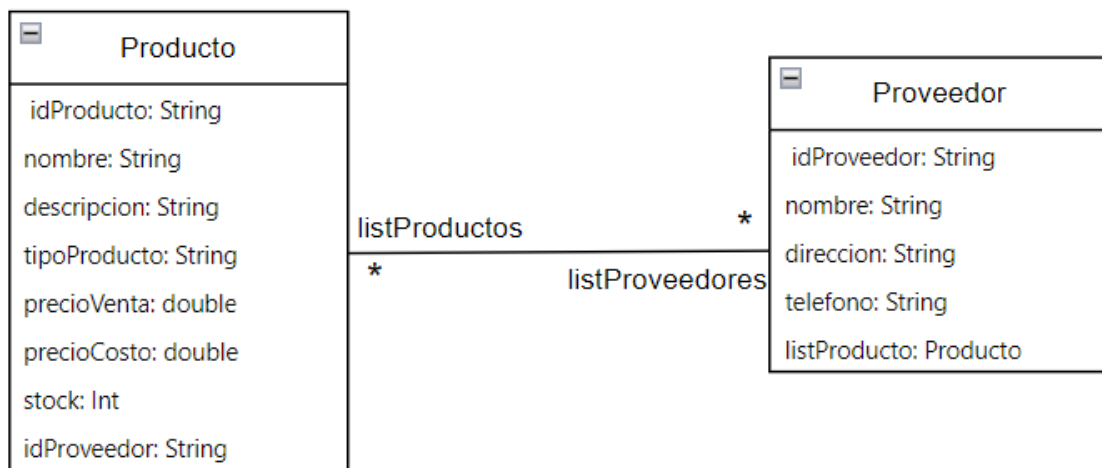 Producto
idProducto: String
nombre: String
descripcion: String
tipoProducto: String
precioVenta: double
precioCosto: double
stock: Int
idProveedor: String
listProductos
*
*
listProveedores
Proveedor
idProveedor: String
nombre: String
direccion: String
telefono: String
listProducto: Producto